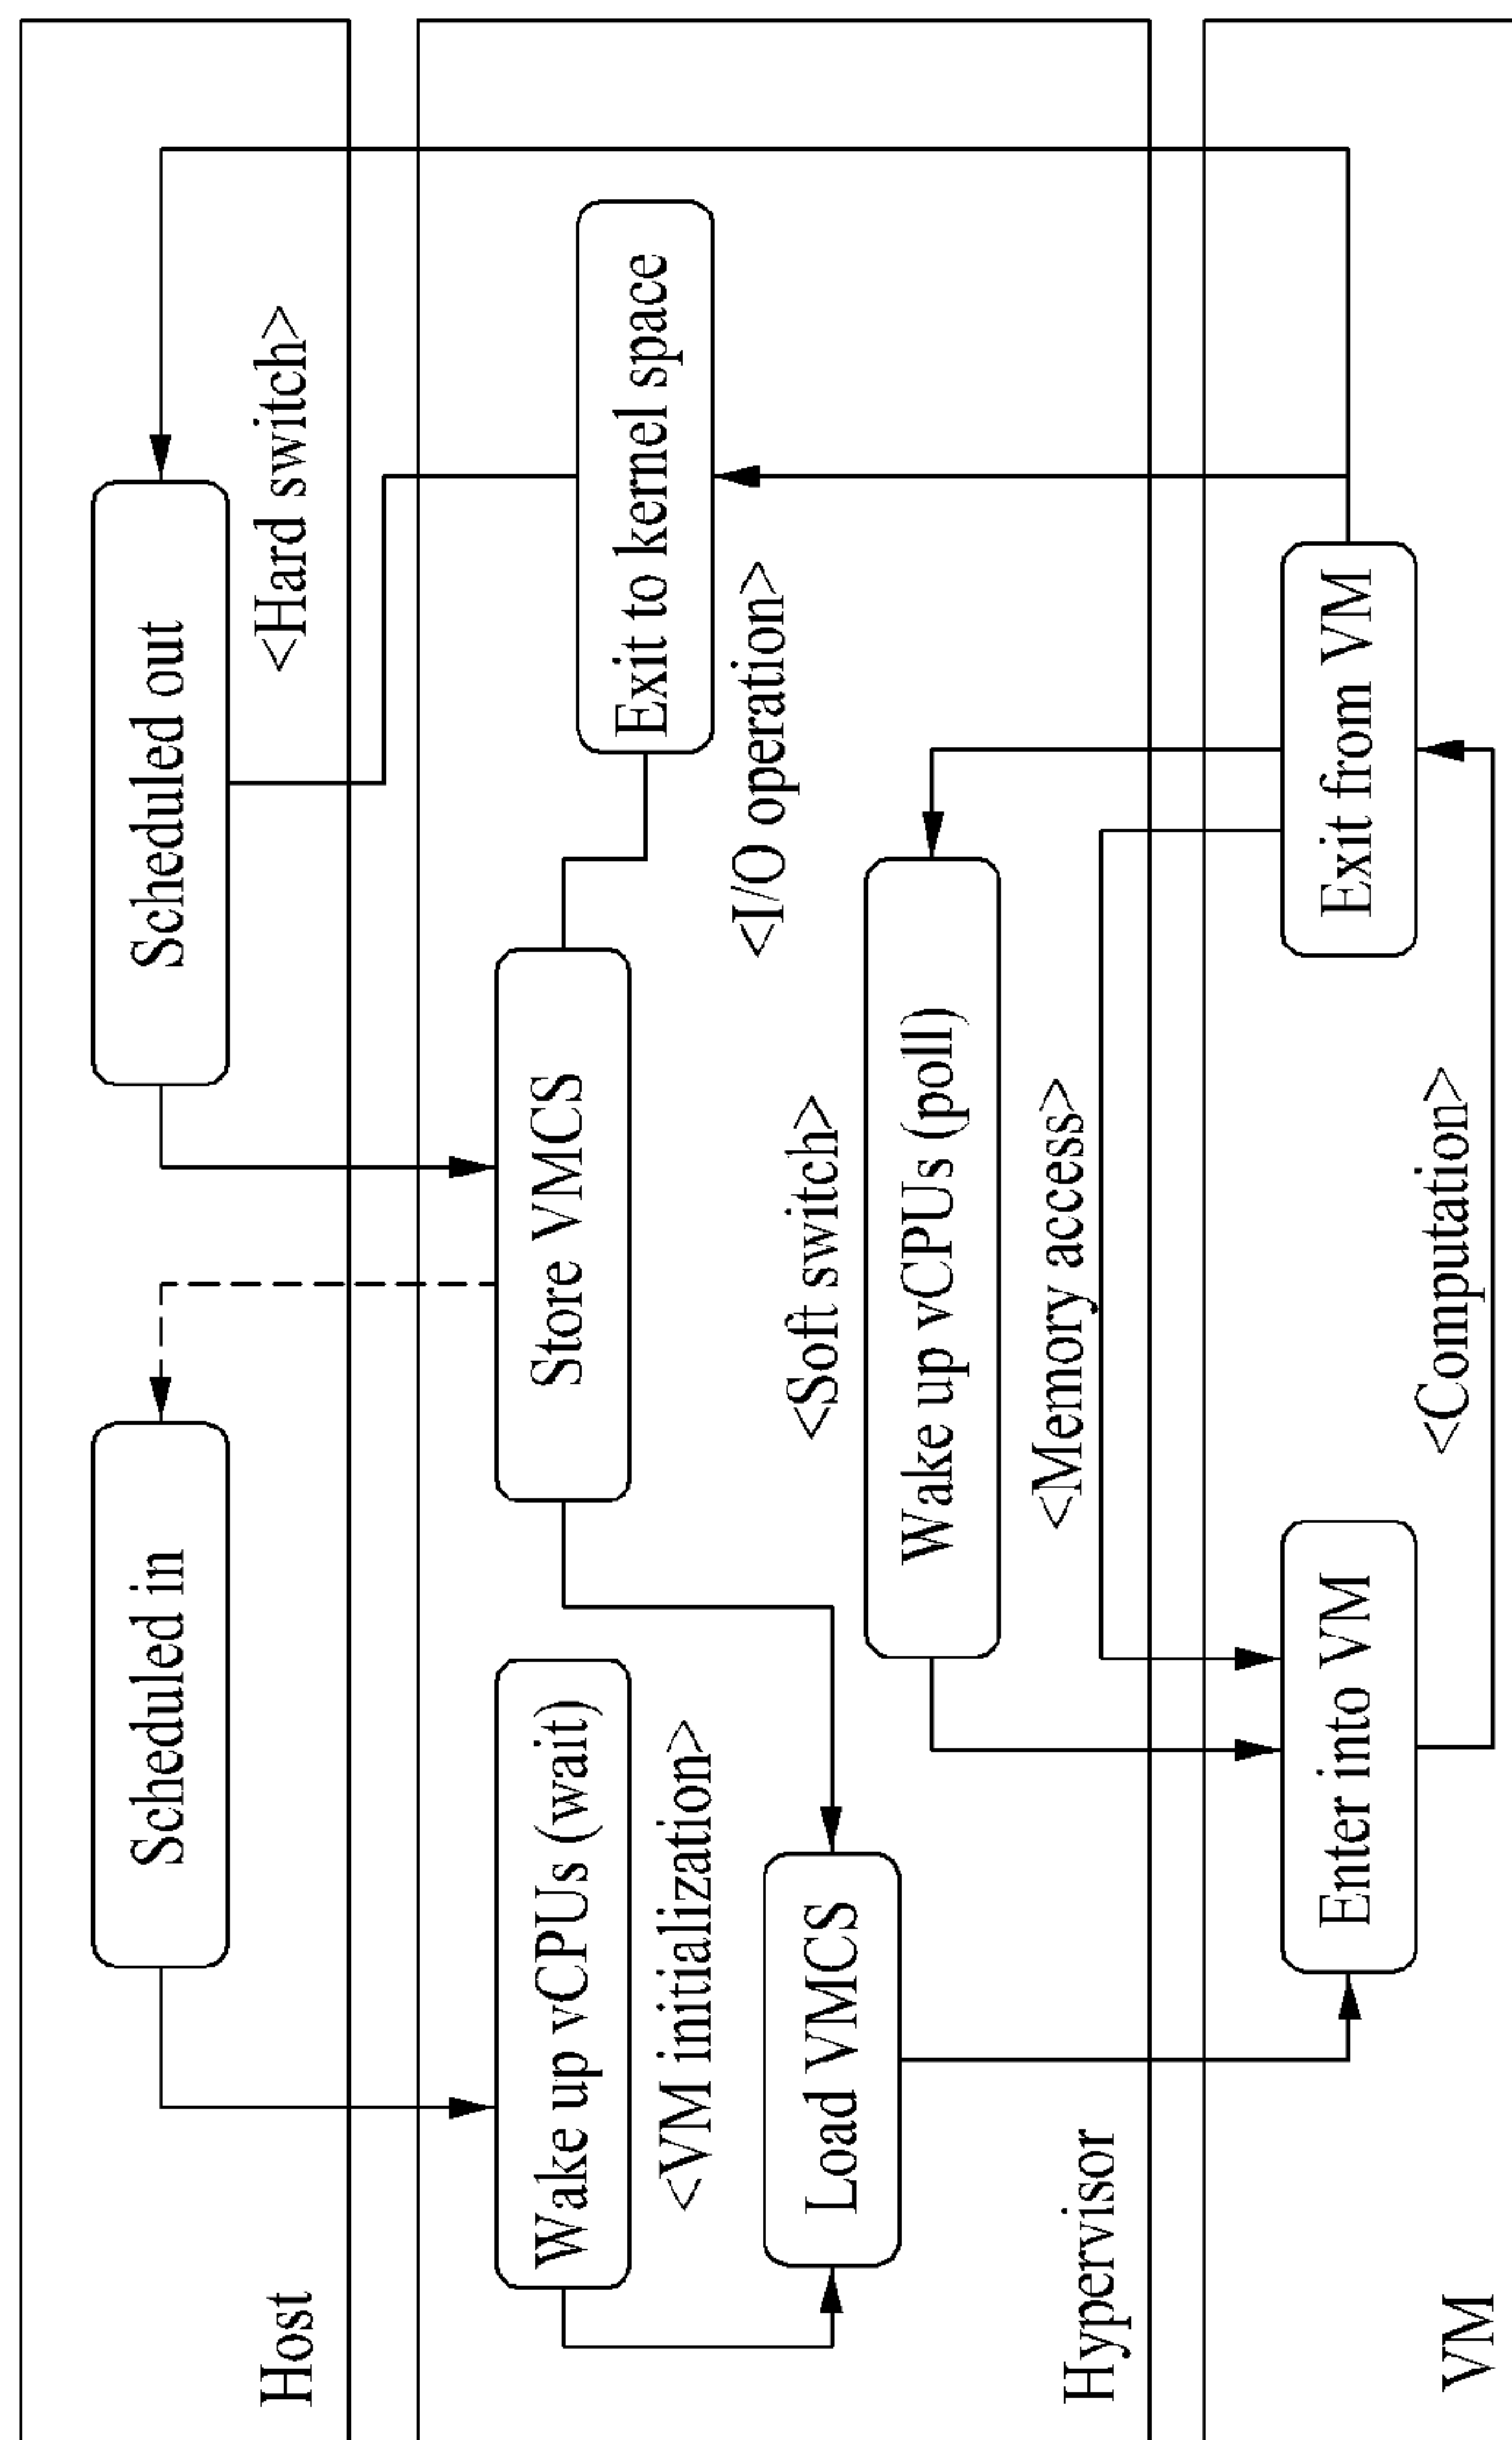 Scheduled in
Scheduled out
<Hard switch>
Host
Wake up vCPUs (wait)
Store VMCS
Exit to kernel space
<VM initialization>
<I/O operation>
Load VMCS
<Soft switch>
Wake up vCPUs (poll)
<Memory access>
Hypervisor
Enter into VM
Exit from VM
<Computation>
VM